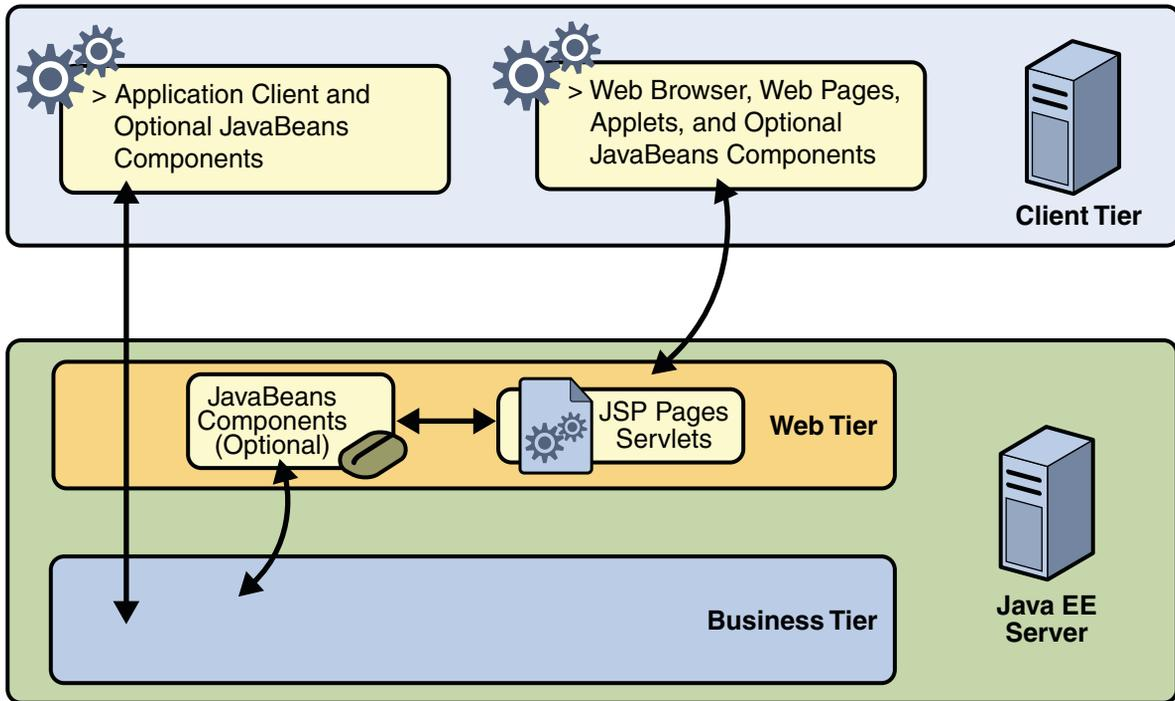 > Application Client and
Optional JavaBeans
Components
> Web Browser, Web Pages,
Applets, and Optional
JavaBeans Components
Client Tier
JavaBeans
Components
(Optional)
JSP Pages
Servlets
Web Tier
Business Tier
Java EE
Server